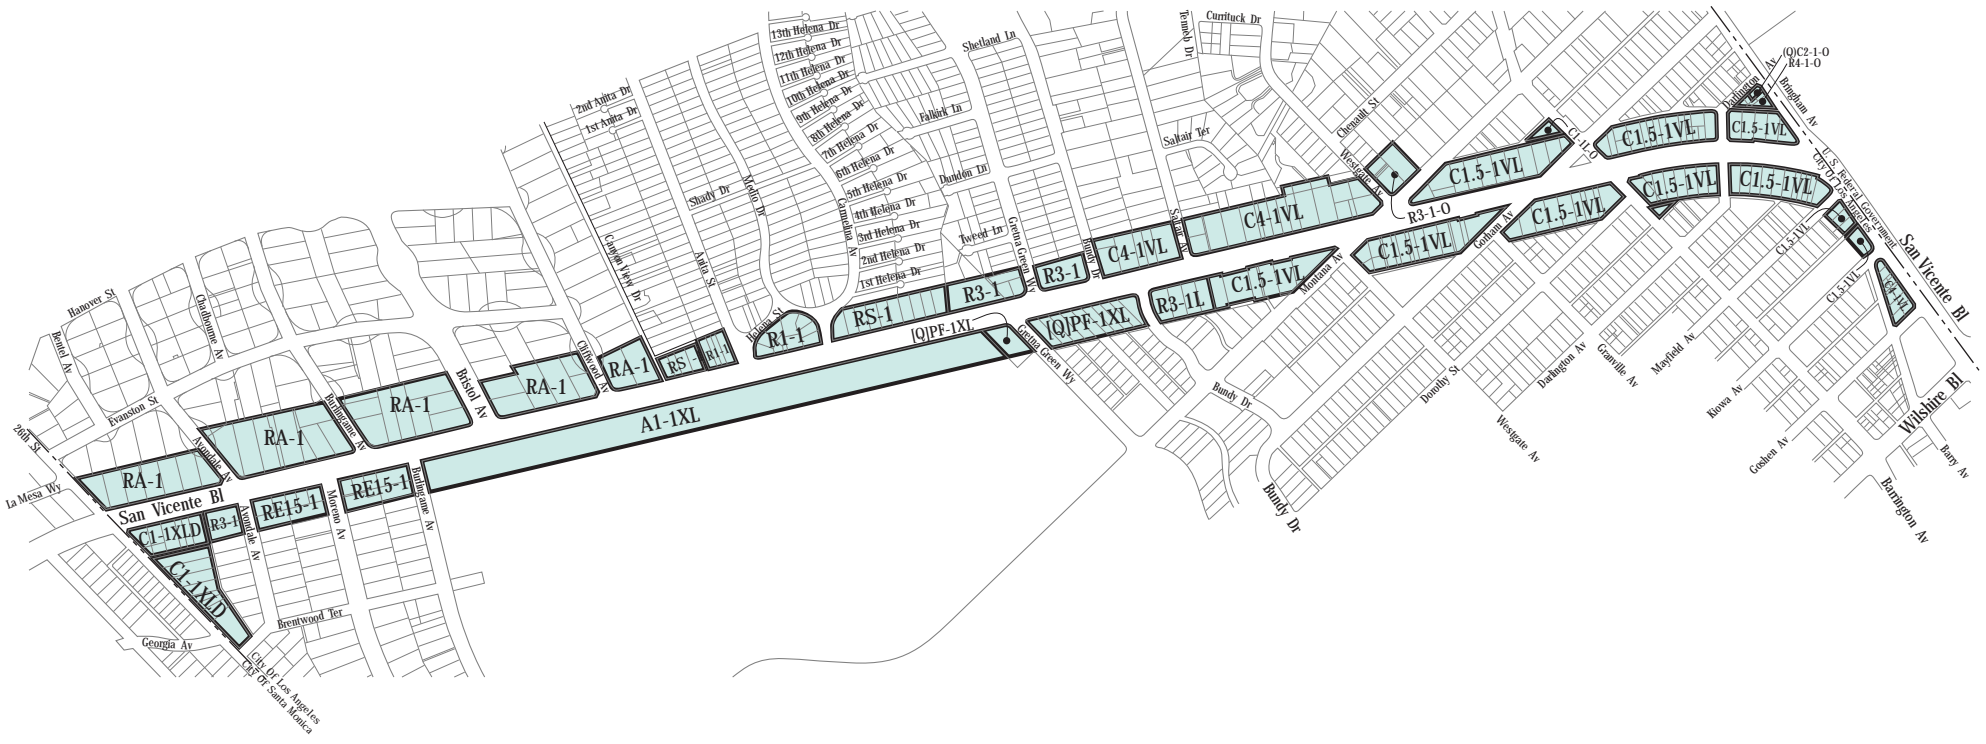 13th Helena Dr
12th Helena Dr
11th Helena Dr
10th Helena Dr
9th Helena Dr
8th Helena Dr
7th Helena Dr
6th Helena Dr
5th Helena Dr
4th Helena Dr
3rd Helena Dr
2nd Helena Dr
1st Helena Dr
Shetland Ln
Falkirk Ln
Dundon Ln
Tweed Ln
Currituck Dr
Chenault St
Saltair Ter
Westgate Av
Saltair Av
(Q)C2-1-O
R4-1-O
Darlington Av
Bringham Av
U. S. Federal Government
City Of Los Angeles
2nd Anita Dr
1st Anita Dr
Shady Dr
Medio Dr
Anita St
Canyon View Dr
Cannelina Av
Helena St
Gretna Green Wy
Bundy Dr
Hanover St
Bentel Av
Chadbourne Av
Evanston St
Burlingame Av
Bristol Av
Cliffwood Av
26th St
La Mesa Wy
Avondale Av
San Vicente Bl
RA-1
RA-1
RA-1
RA-1
RA-1
RS -
R1-1
R1-1
RS-1
R3-1
R3-1
C4-1VL
C4-1VL
R3-1-O
C1.5-1VL
C1-1L-O
C1.5-1VL
C1.5-1VL
C1-1XLD
R3-1
RE15-1
RE15-1
A1-1XL
[Q]PF-1XL
[Q]PF-1XL
R3-1L
C1.5-1VL
C1.5-1VL
C1.5-1VL
C1.5-1VL
C1.5-1VL
C1.5-1VL
C1.5-1VL
C4-1VL
C1-1XLD
Avondale Av
Moreno Av
Burlingame Av
Brentwood Ter
Georgia Av
City Of Los Angeles
City Of Santa Monica
Gretna Green Wy
Bundy Dr
Bundy Dr
Montana Av
Gorham Av
Dorothy St
Westgate Av
Darlington Av
Granville Av
Mayfield Av
Kiowa Av
Goshen Av
Wilshire Bl
San Vicente Bl
Barry Av
Barrington Av